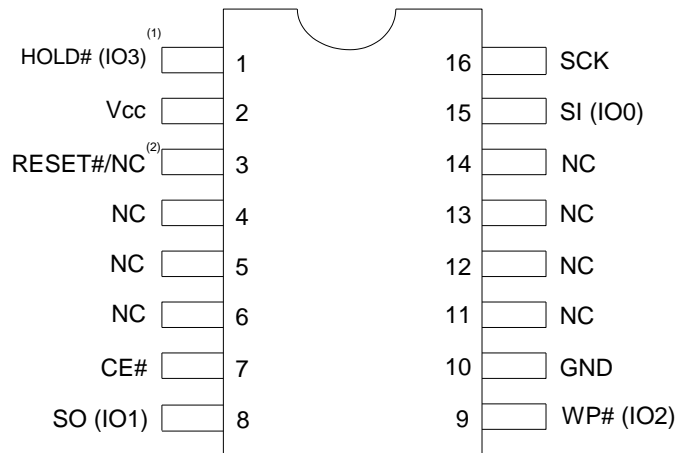 HOLD# (IO3)(1) 1 16 SCK
Vcc 2 15 SI (IO0)
RESET#/NC(2) 3 14 NC
NC 4 13 NC
NC 5 12 NC
NC 6 11 NC
CE# 7 10 GND
SO (IO1) 8 9 WP# (IO2)